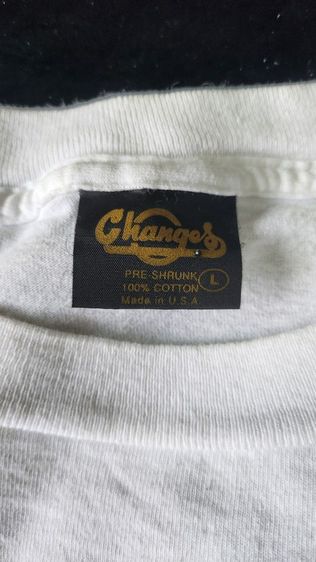 Changes
PRE-SHRUNK
100% COTTON L
Made in U.S.A